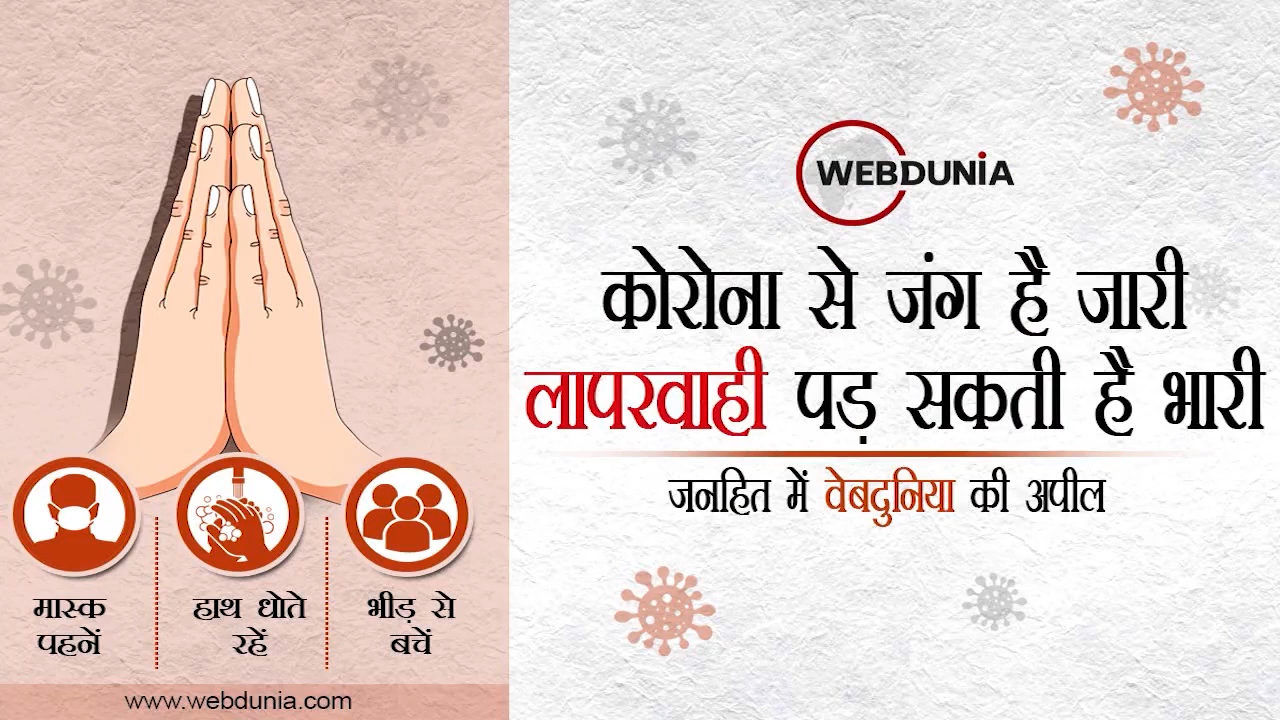 WEBDUNIA
कोरोना से जंग है जारी
लापरवाही पड़ सकती है भारी
जनहित में वेबदुनिया की अपील
मास्क
पहनें
हाथ धोते
रहें
भीड़ से
बचें
www.webdunia.com